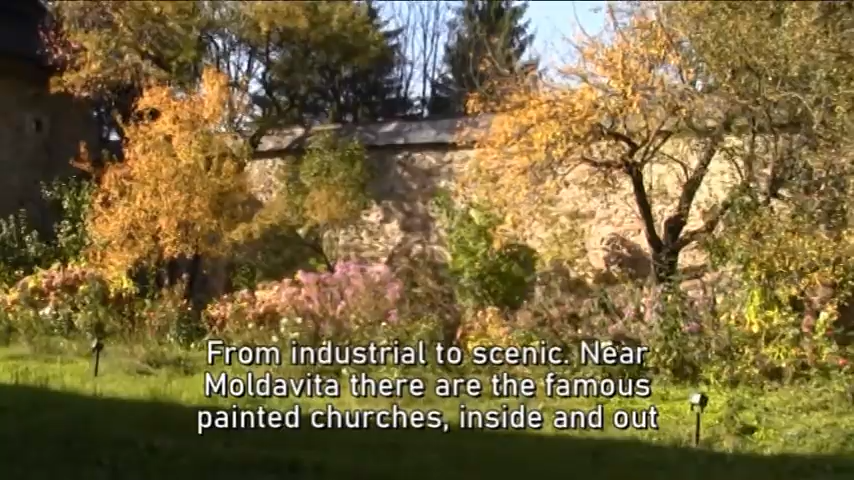 From industrial to scenic. Near
Moldavita there are the famous
painted churches, inside and out